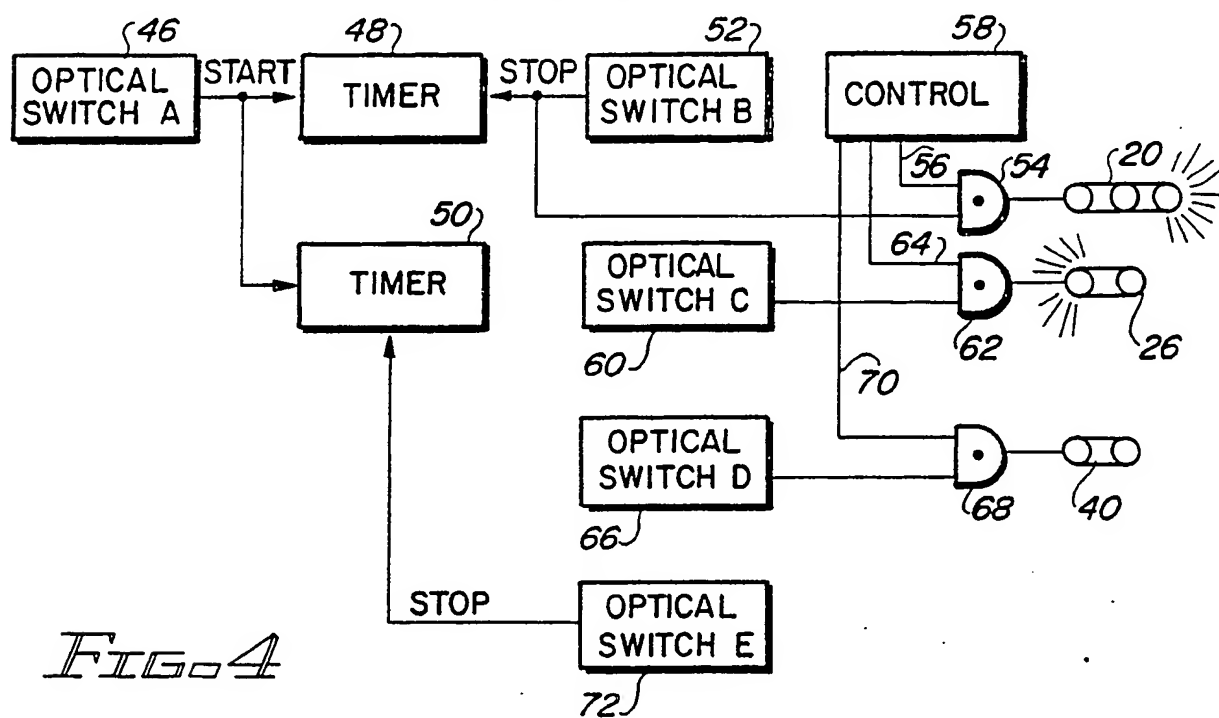 46
48
52
58
OPTICAL
SWITCH A
START
TIMER
STOP
OPTICAL
SWITCH B
CONTROL
56
54
20
50
TIMER
OPTICAL
SWITCH C
60
64
62
26
70
OPTICAL
SWITCH D
66
68
40
STOP
OPTICAL
SWITCH E
72
FIG-4